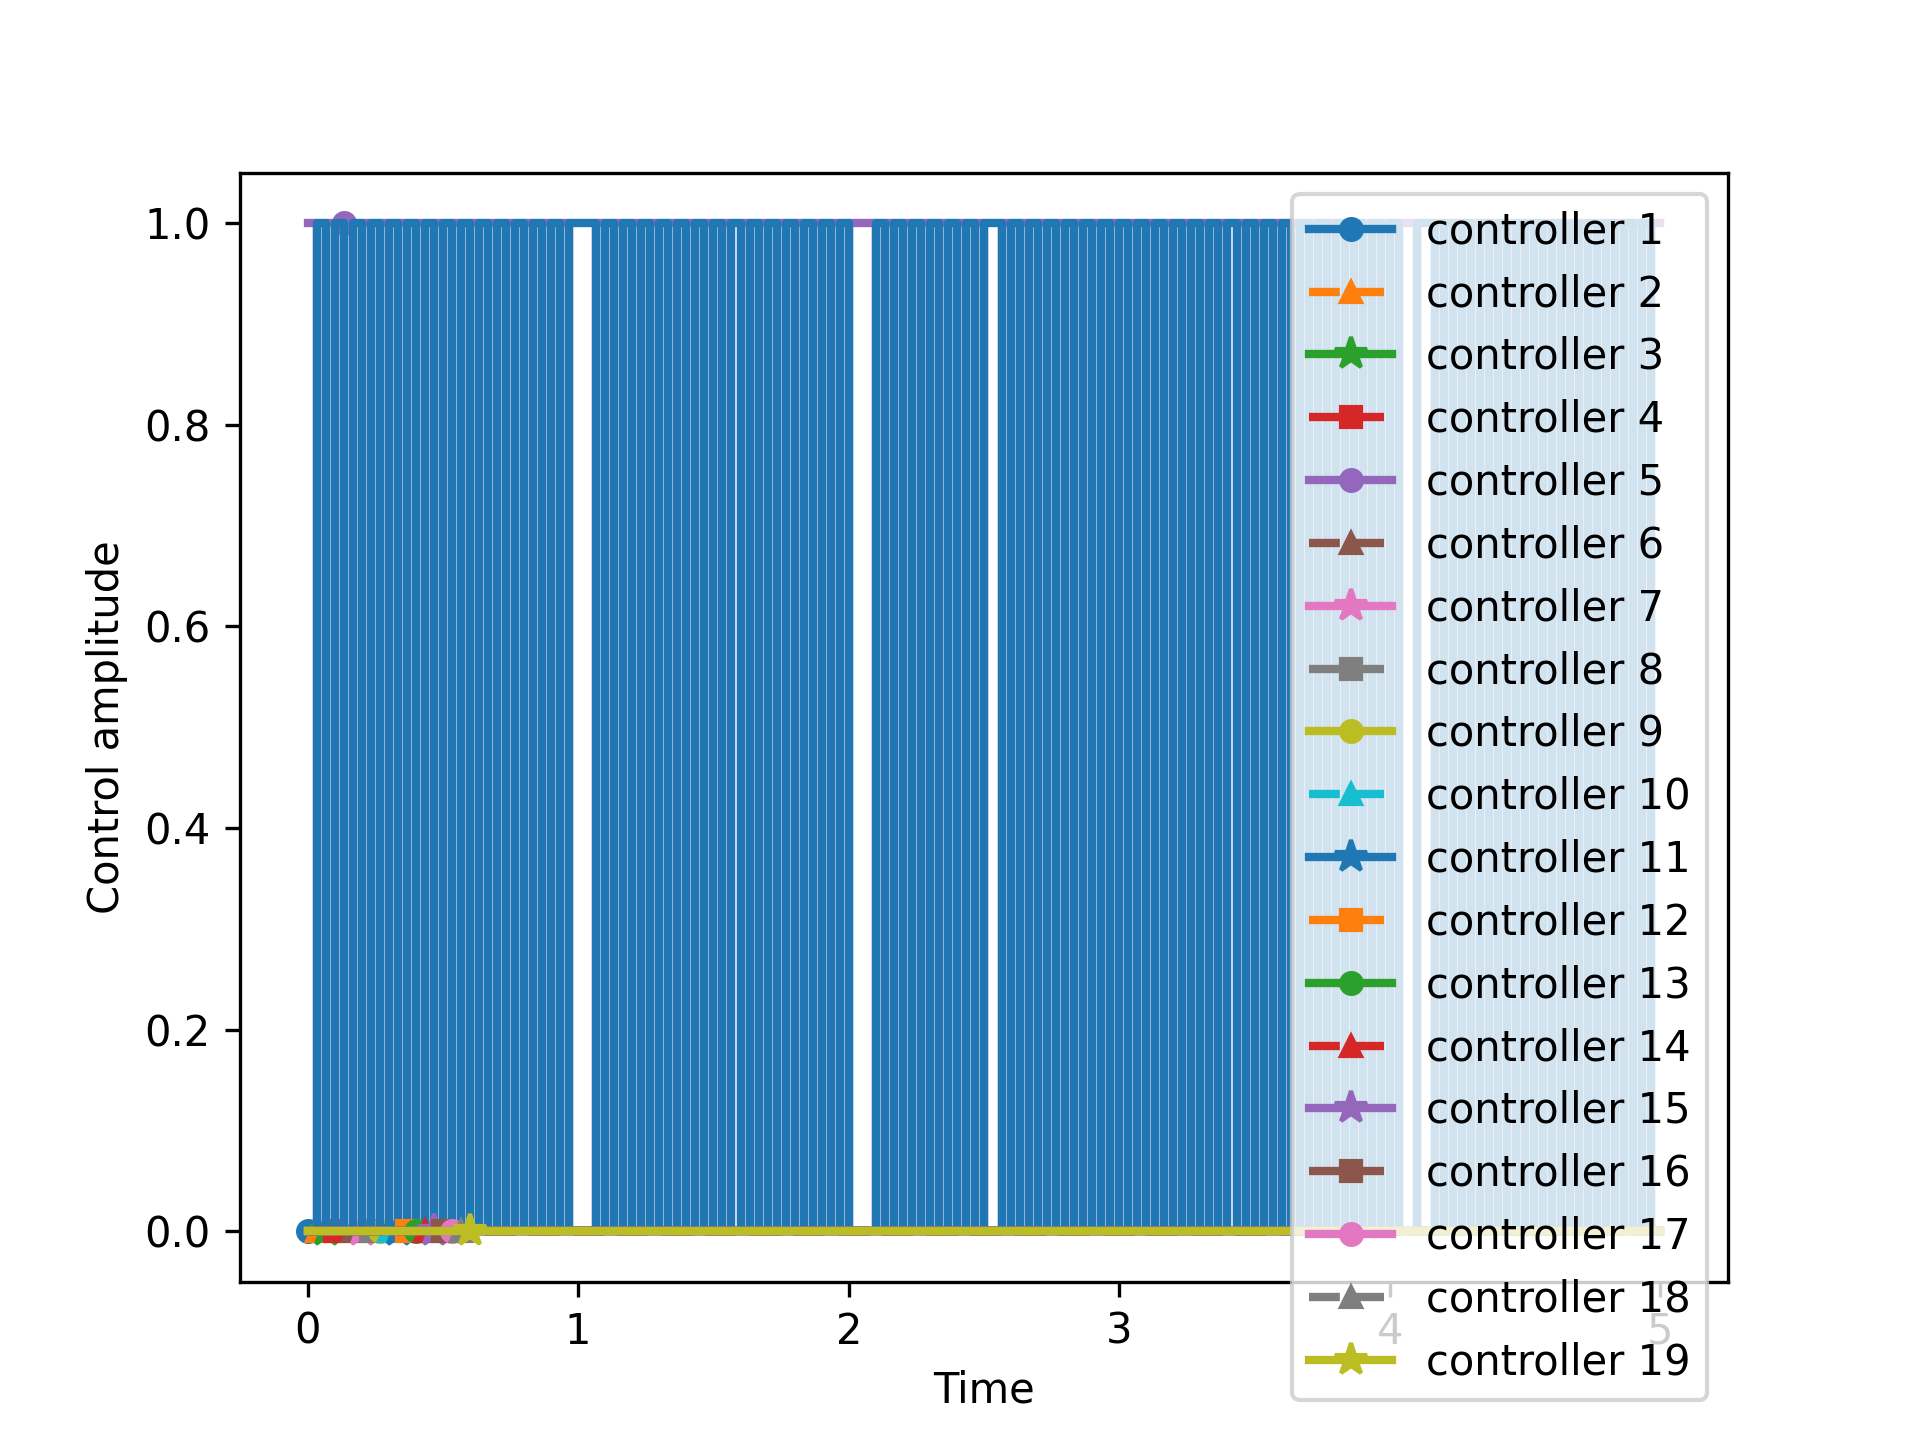 1.0
0.8
0.6
0.4
0.2
0.0
Control amplitude
0
1
2
3
4
5
Time
controller 1
controller 2
controller 3
controller 4
controller 5
controller 6
controller 7
controller 8
controller 9
controller 10
controller 11
controller 12
controller 13
controller 14
controller 15
controller 16
controller 17
controller 18
controller 19